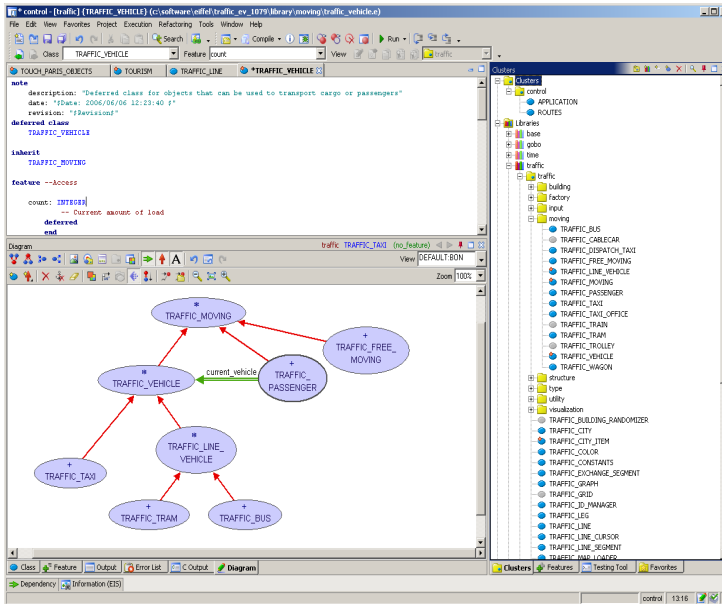 * control - [traffic] {TRAFFIC_VEHICLE} (c:\software\eiffel\traffic_ev_1079\library\moving\traffic_vehicle.e)
File Edit View Favorites Project Execution Refactoring Tools Window Help
Search Compile Run
Class TRAFFIC_VEHICLE Feature count View traffic
TOUCH_PARIS_OBJECTS TOURISM TRAFFIC_LINE *TRAFFIC_VEHICLE
note
description: "Deferred class for objects that can be used to transport cargo or passengers"
date: "$Date: 2006/06/06 12:23:40 $"
revision: "$Revision$"
deferred class
TRAFFIC_VEHICLE
inherit
TRAFFIC_MOVING
feature --Access
count: INTEGER
-- Current amount of load
deferred
end
Diagram traffic TRAFFIC_TAXI (no_feature)
View DEFAULT:BON
Zoom 100%
*
TRAFFIC_MOVING
+
TRAFFIC_FREE_
MOVING
*
TRAFFIC_VEHICLE
current_vehicle
+
TRAFFIC_
PASSENGER
*
TRAFFIC_LINE_
VEHICLE
+
TRAFFIC_TAXI
+
TRAFFIC_TRAM
+
TRAFFIC_BUS
Class Feature Output Error List C Output Diagram
Dependency Information (EIS)
Clusters
Clusters
control
APPLICATION
ROUTES
Libraries
base
gobo
time
traffic
traffic
building
factory
input
moving
TRAFFIC_BUS
TRAFFIC_CABLECAR
TRAFFIC_DISPATCH_TAXI
TRAFFIC_FREE_MOVING
TRAFFIC_LINE_VEHICLE
TRAFFIC_MOVING
TRAFFIC_PASSENGER
TRAFFIC_TAXI
TRAFFIC_TAXI_OFFICE
TRAFFIC_TRAIN
TRAFFIC_TRAM
TRAFFIC_TROLLEY
TRAFFIC_VEHICLE
TRAFFIC_WAGON
structure
type
utility
visualization
TRAFFIC_BUILDING_RANDOMIZER
TRAFFIC_CITY
TRAFFIC_CITY_ITEM
TRAFFIC_COLOR
TRAFFIC_CONSTANTS
TRAFFIC_EXCHANGE_SEGMENT
TRAFFIC_GRAPH
TRAFFIC_GRID
TRAFFIC_ID_MANAGER
TRAFFIC_LEG
TRAFFIC_LINE
TRAFFIC_LINE_CURSOR
TRAFFIC_LINE_SEGMENT
TRAFFIC_MAP_LOADER
Clusters Features Testing Tool Favorites
control 13:16